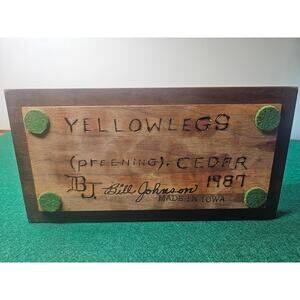 YELLOWLEGS
(preening). CEDAR
BJ Bill Johnson 1987
MADE IN IOWA